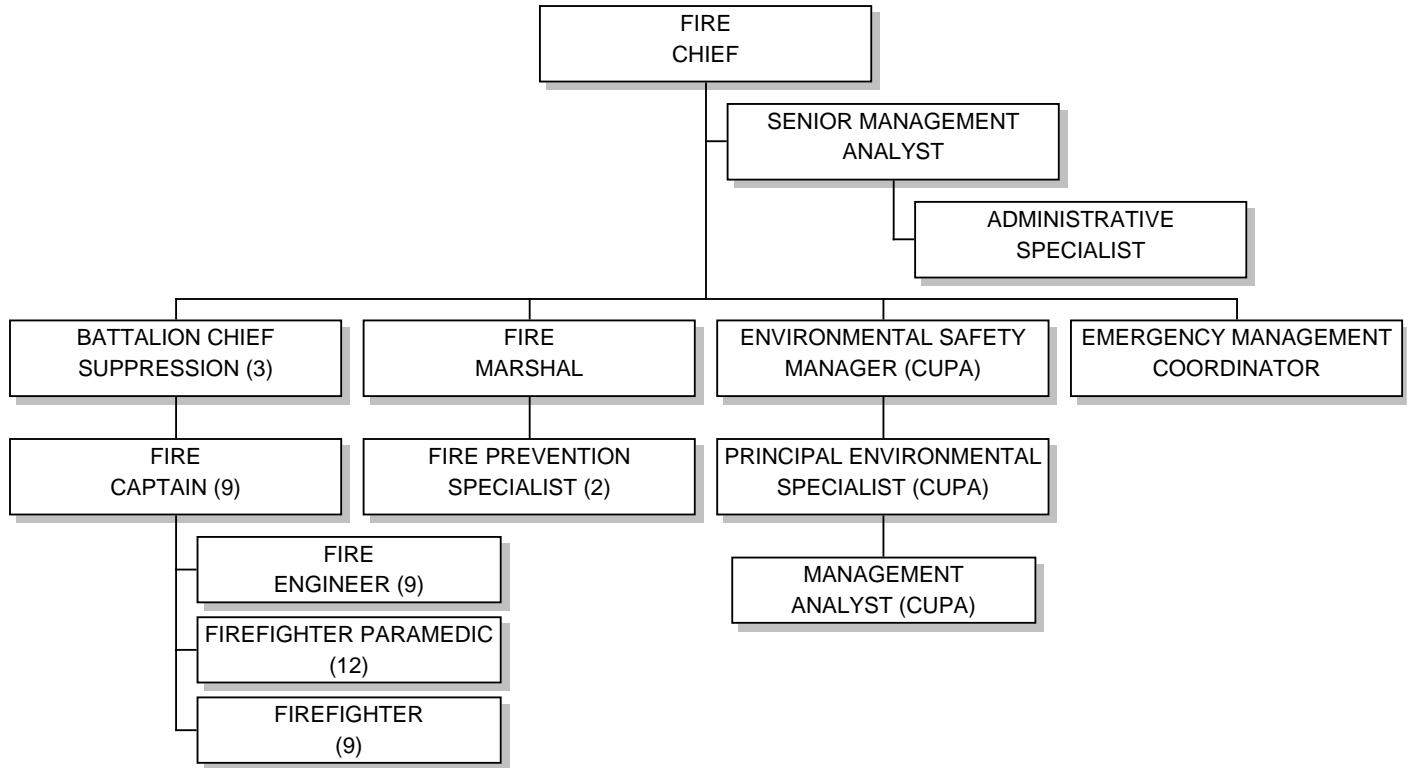 FIRE
CHIEF
SENIOR MANAGEMENT
ANALYST
ADMINISTRATIVE
SPECIALIST
BATTALION CHIEF
SUPPRESSION (3)
FIRE
MARSHAL
ENVIRONMENTAL SAFETY
MANAGER (CUPA)
EMERGENCY MANAGEMENT
COORDINATOR
FIRE
CAPTAIN (9)
FIRE PREVENTION
SPECIALIST (2)
PRINCIPAL ENVIRONMENTAL
SPECIALIST (CUPA)
FIRE
ENGINEER (9)
MANAGEMENT
ANALYST (CUPA)
FIREFIGHTER PARAMEDIC
(12)
FIREFIGHTER
(9)